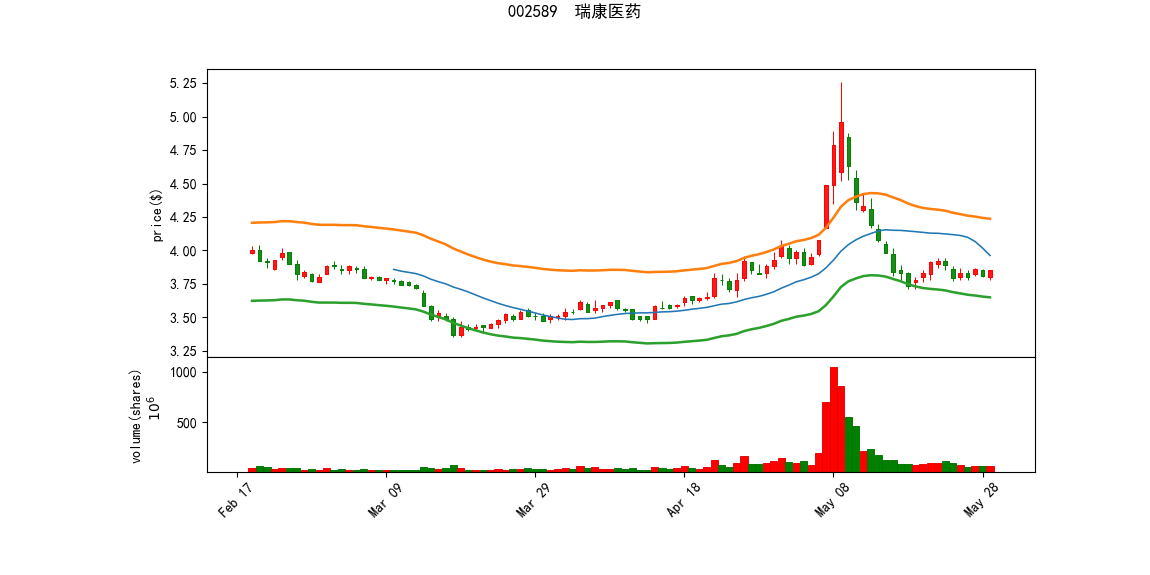 002589 瑞康医药
5.25
5.00
4.75
4.50
4.25
4.00
3.75
3.50
3.25
price($)
1000
500
volume(shares)
10^6
Feb 17
Mar 09
Mar 29
Apr 18
May 08
May 28